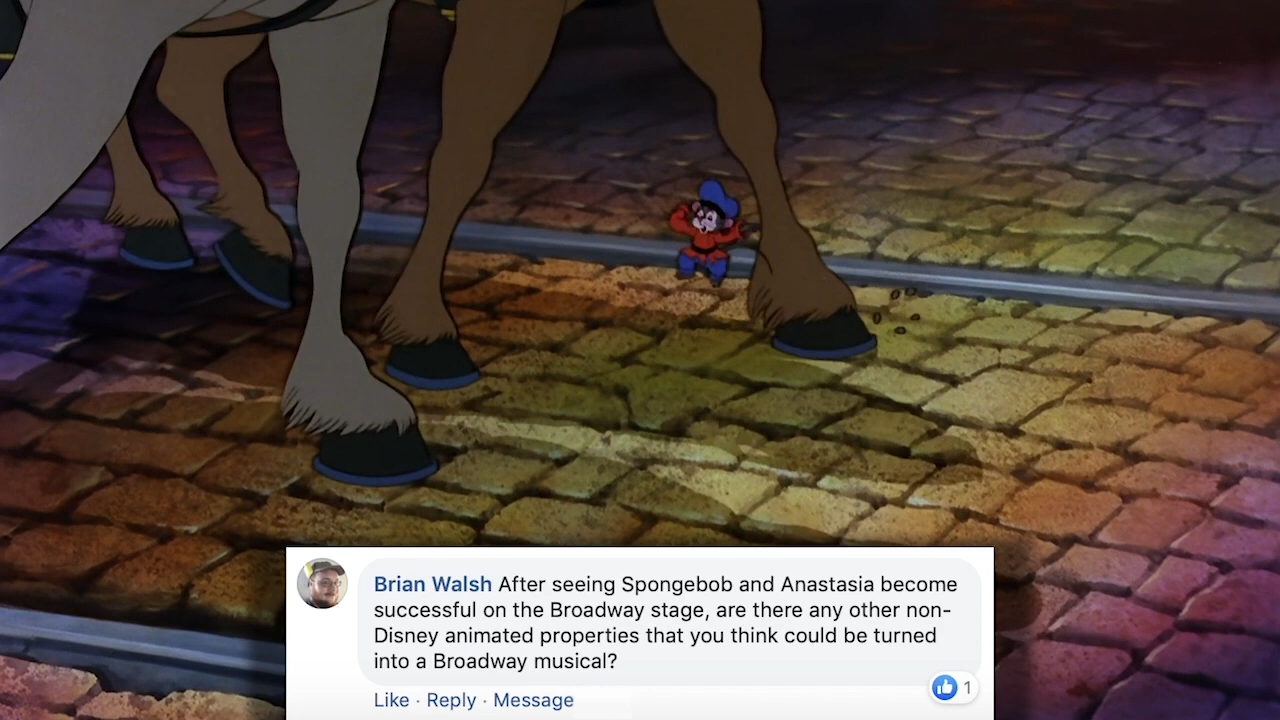 Brian Walsh After seeing Spongebob and Anastasia become
successful on the Broadway stage, are there any other non-
Disney animated properties that you think could be turned
into a Broadway musical?
Like · Reply · Message
1